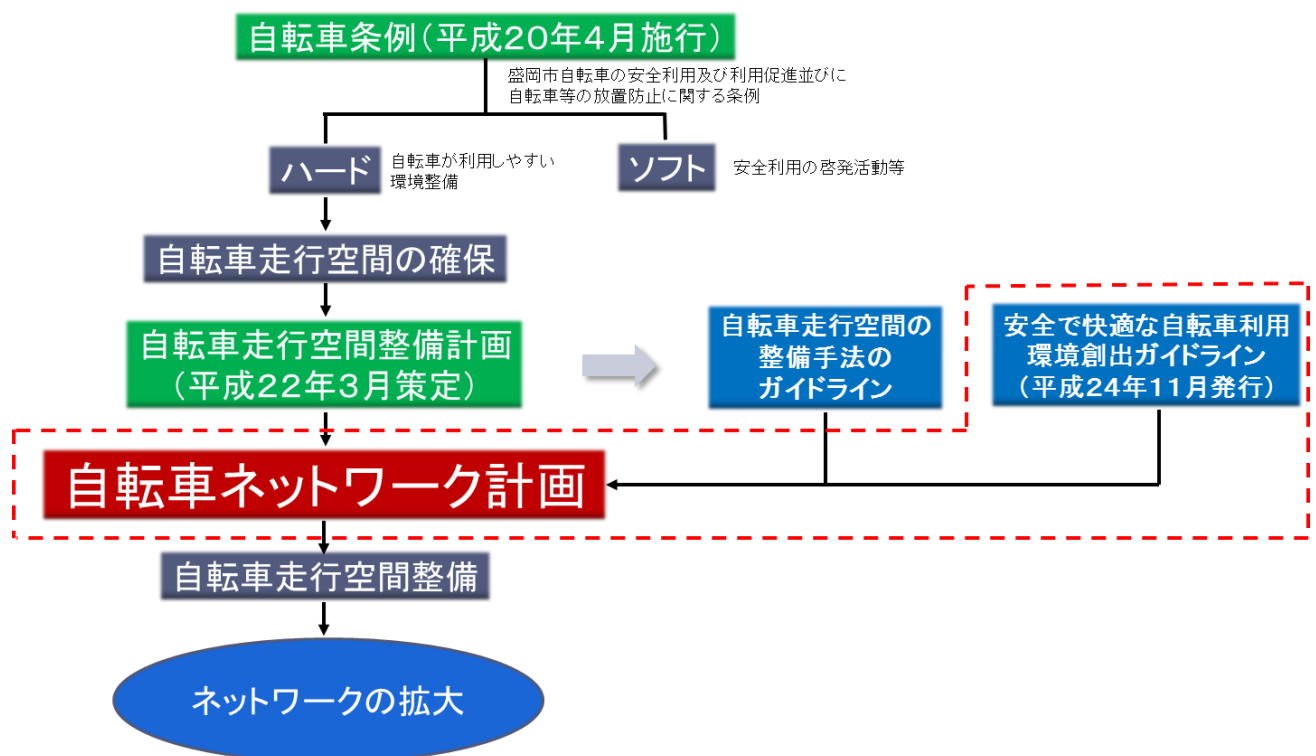 自転車条例(平成20年4月施行)
盛岡市自転車の安全利用及び利用促進並びに
自転車等の放置防止に関する条例
ハード
自転車が利用しやすい
環境整備
ソフト
安全利用の啓発活動等
自転車走行空間の確保
自転車走行空間整備計画
(平成22年3月策定)
自転車走行空間の
整備手法の
ガイドライン
安全で快適な自転車利用
環境創出ガイドライン
(平成24年11月発行)
自転車ネットワーク計画
自転車走行空間整備
ネットワークの拡大